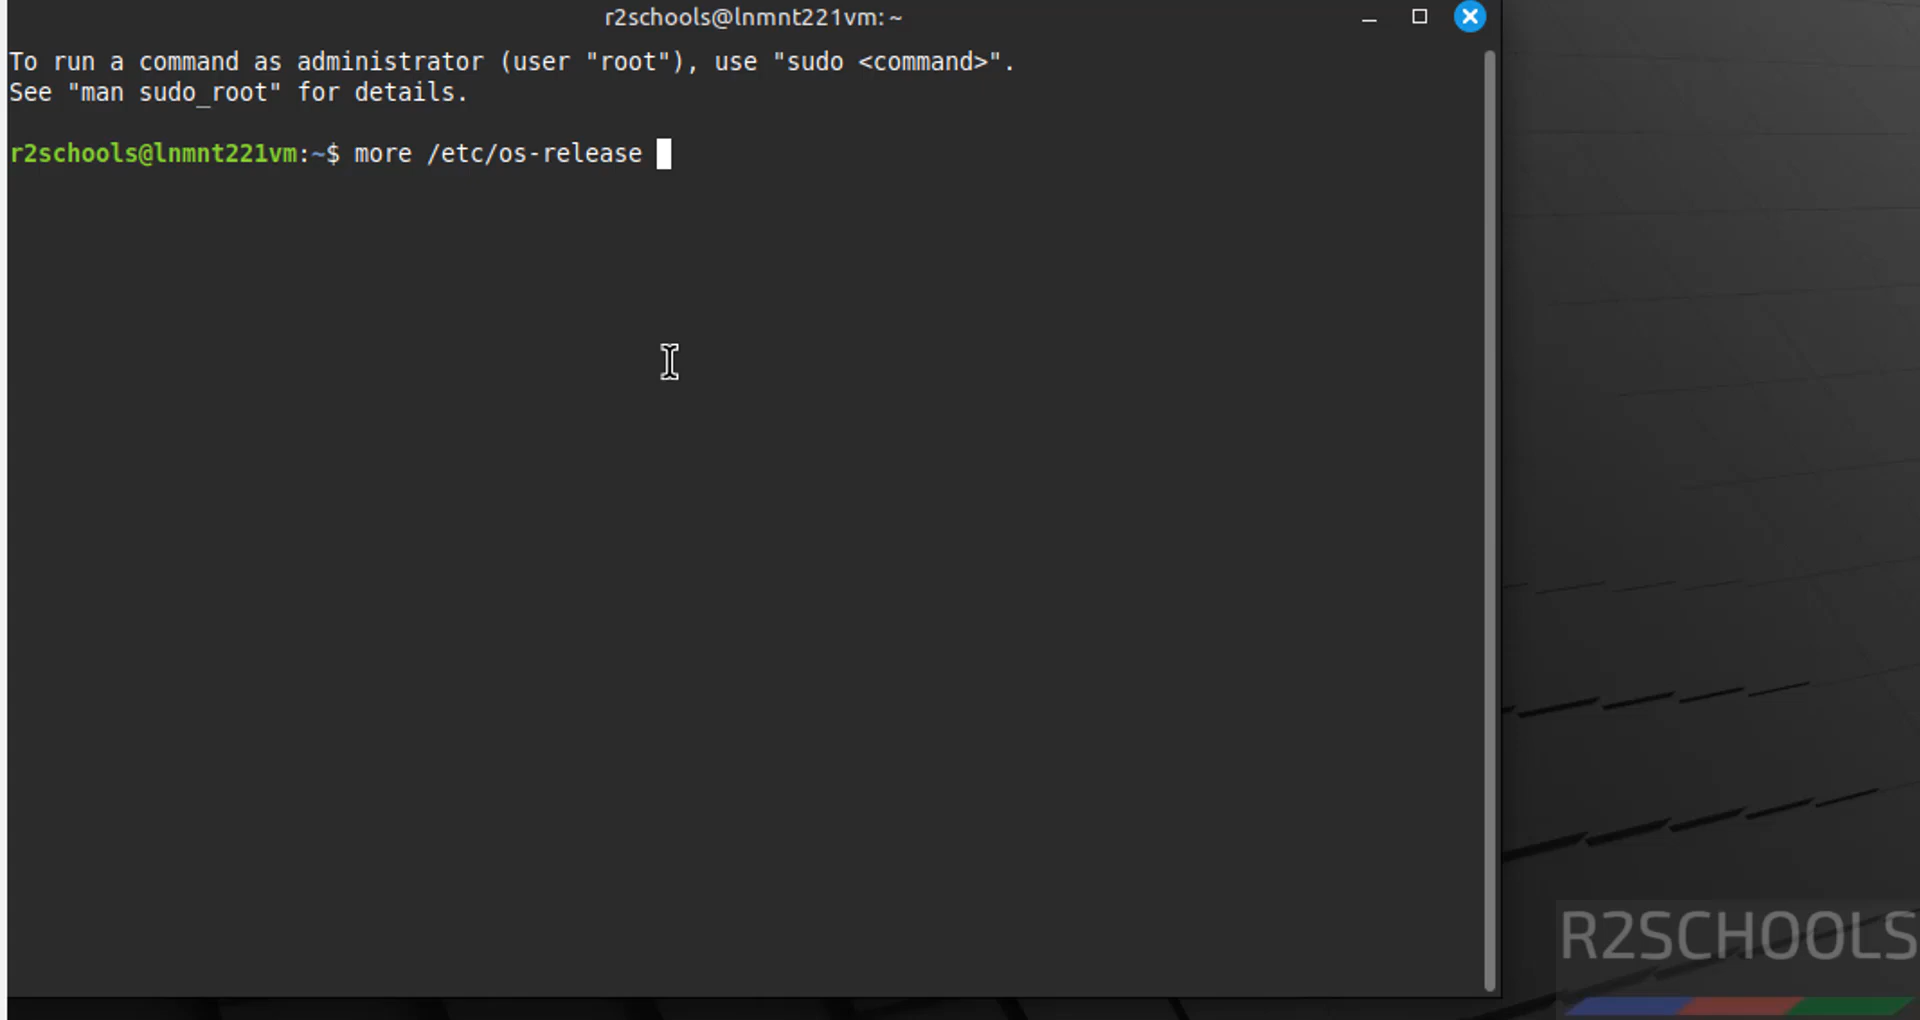 r2schools@lnmnt221vm: ~
To run a command as administrator (user "root"), use "sudo <command>".
See "man sudo_root" for details.
r2schools@lnmnt221vm:~$ more /etc/os-release
R2SCHOOLS